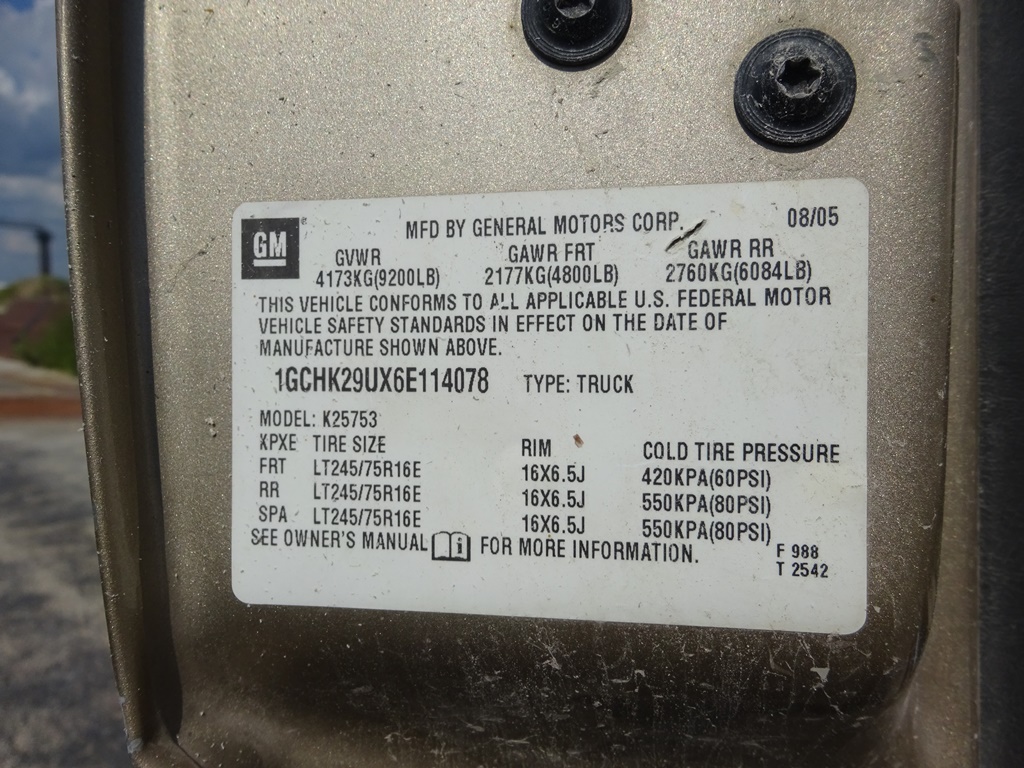 GM
MFD BY GENERAL MOTORS CORP. 08/05
GVWR GAWR FRT GAWR RR
4173KG(9200LB) 2177KG(4800LB) 2760KG(6084LB)
THIS VEHICLE CONFORMS TO ALL APPLICABLE U.S. FEDERAL MOTOR
VEHICLE SAFETY STANDARDS IN EFFECT ON THE DATE OF
MANUFACTURE SHOWN ABOVE.
1GCHK29UX6E114078 TYPE: TRUCK
MODEL: K25753
XPXE TIRE SIZE RIM COLD TIRE PRESSURE
FRT LT245/75R16E 16X6.5J 420KPA(60PSI)
RR LT245/75R16E 16X6.5J 550KPA(80PSI)
SPA LT245/75R16E 16X6.5J 550KPA(80PSI)
SEE OWNER'S MANUAL FOR MORE INFORMATION.
F 988
T 2542